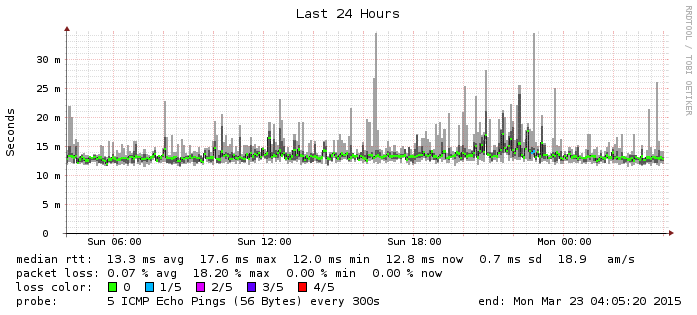 Last 24 Hours
RRDTOOL / TOBI OETIKER
Seconds
30 m
25 m
20 m
15 m
10 m
5 m
0
Sun 06:00 Sun 12:00 Sun 18:00 Mon 00:00
median rtt: 13.3 ms avg 17.6 ms max 12.0 ms min 12.8 ms now 0.7 ms sd 18.9 am/s
packet loss: 0.07 % avg 18.20 % max 0.00 % min 0.00 % now
loss color: 0 1/5 2/5 3/5 4/5
probe: 5 ICMP Echo Pings (56 Bytes) every 300s end: Mon Mar 23 04:05:20 2015